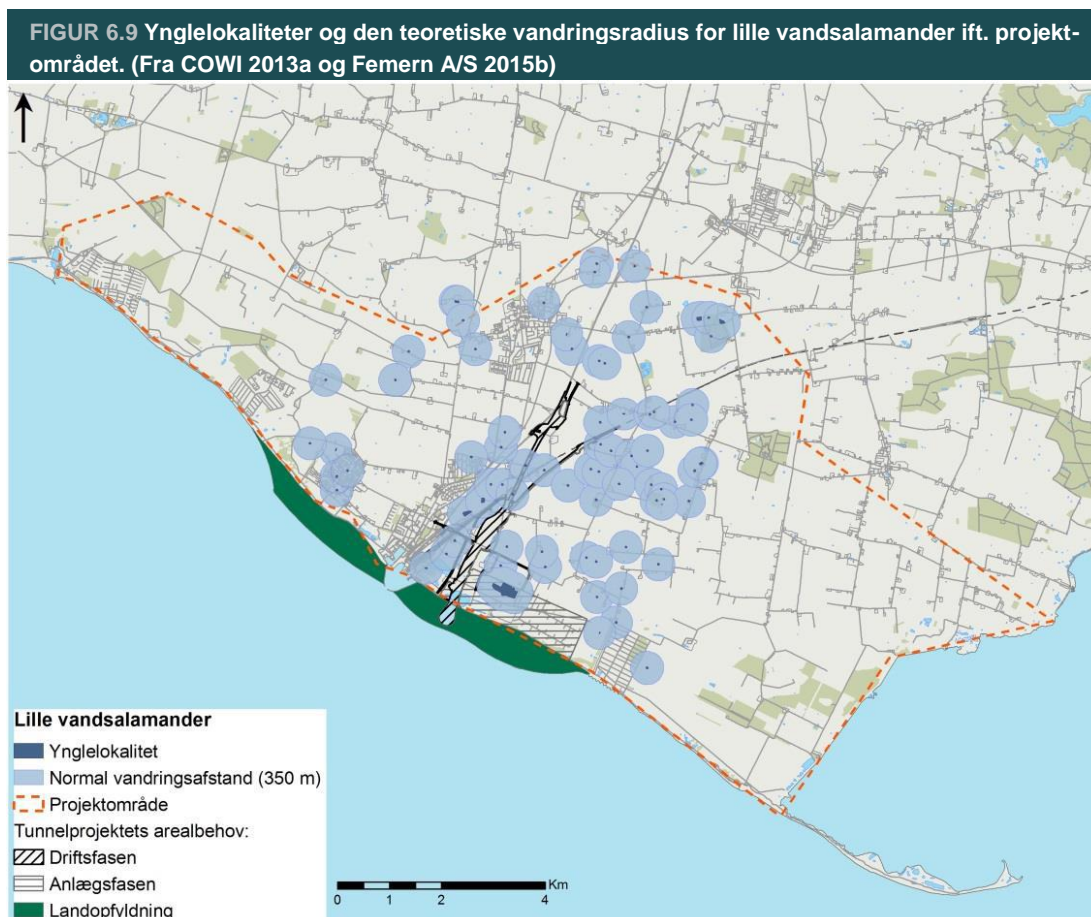 FIGUR 6.9 Ynglelokaliteter og den teoretiske vandringsradius for lille vandsalamander ift. projekt-
området. (Fra COWI 2013a og Femern A/S 2015b)
Lille vandsalamander
Ynglelokalitet
Normal vandringsafstand (350 m)
Projektområde
Tunnelprojektets arealbehov:
Driftsfasen
Anlægsfasen
Landopfyldning
Km
0 1 2 4